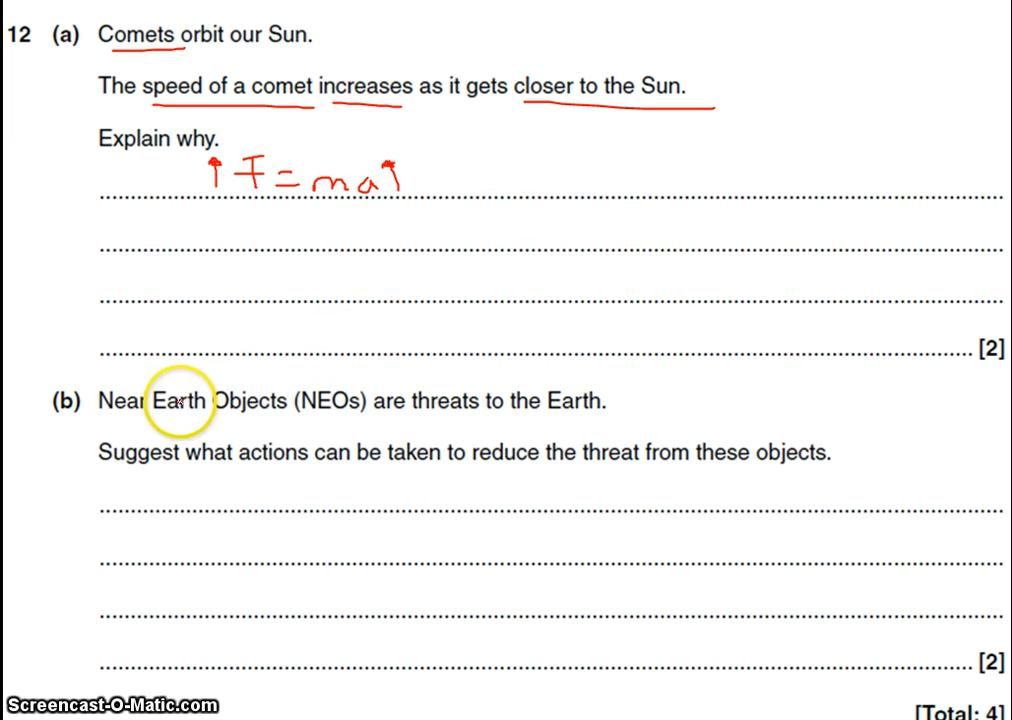 12 (a) Comets orbit our Sun.
The speed of a comet increases as it gets closer to the Sun.
Explain why.
↑ F = ma↑
[2]
(b) Near Earth Objects (NEOs) are threats to the Earth.
Suggest what actions can be taken to reduce the threat from these objects.
[2]
[Total: 4]
Screencast-O-Matic.com